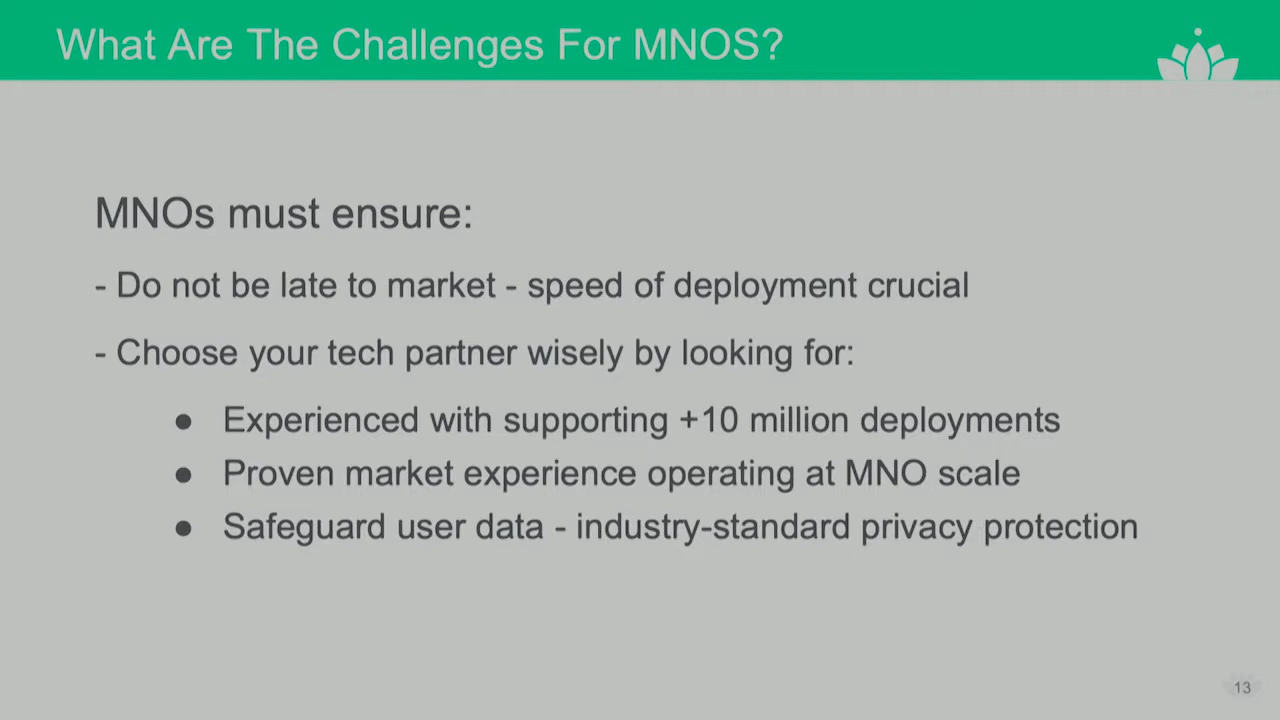 What Are The Challenges For MNOS?
MNOs must ensure:
- Do not be late to market - speed of deployment crucial
- Choose your tech partner wisely by looking for:
● Experienced with supporting +10 million deployments
● Proven market experience operating at MNO scale
● Safeguard user data - industry-standard privacy protection
13